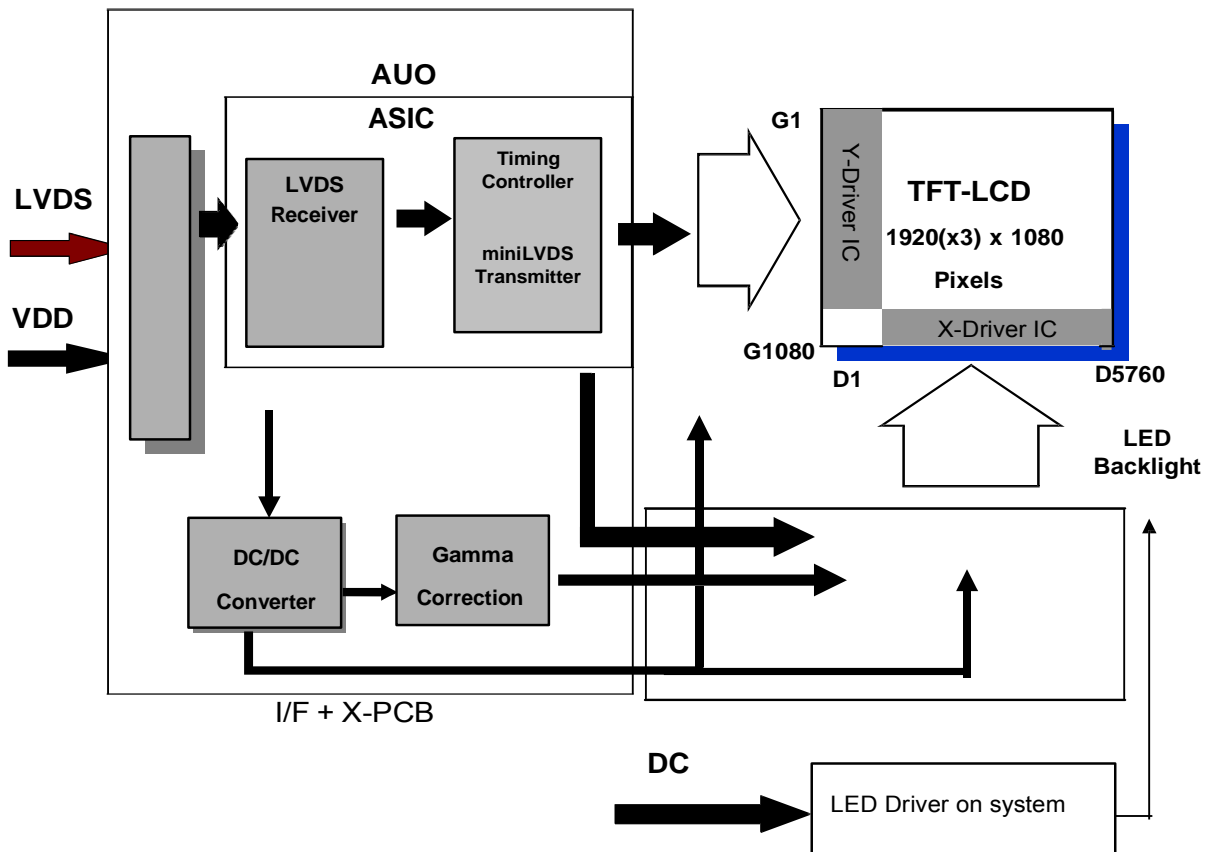 AUO
ASIC
LVDS
VDD
LVDS
Receiver
Timing
Controller
miniLVDS
Transmitter
G1
Y-Driver IC
TFT-LCD
1920(x3) x 1080
Pixels
X-Driver IC
G1080
D1
D5760
LED
Backlight
DC/DC
Converter
Gamma
Correction
I/F + X-PCB
DC
LED Driver on system